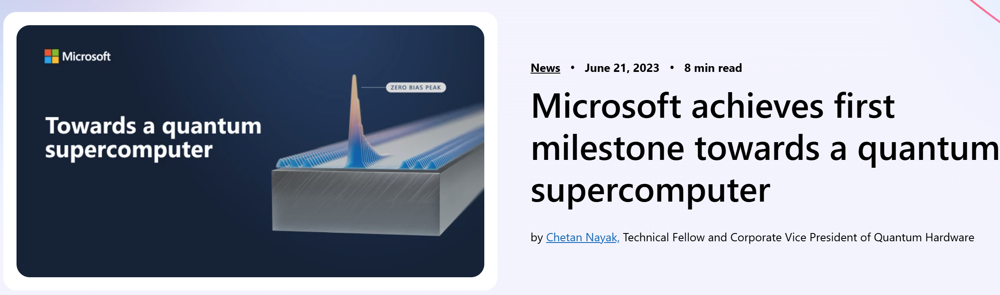 Microsoft
ZERO BIAS PEAK
Towards a quantum
supercomputer
News • June 21, 2023 • 8 min read
Microsoft achieves first
milestone towards a quantum
supercomputer
by Chetan Nayak, Technical Fellow and Corporate Vice President of Quantum Hardware